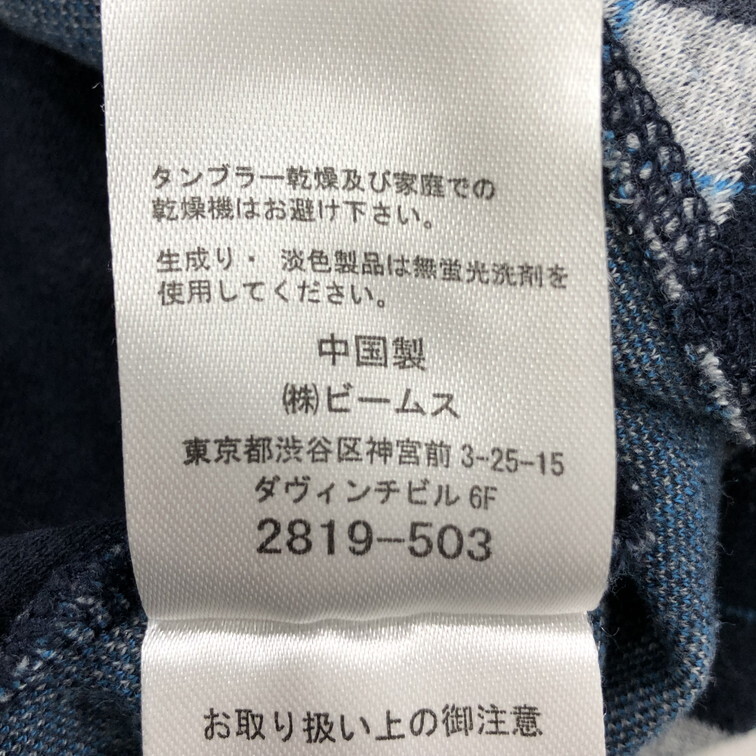 タンブラー乾燥及び家庭での
乾燥機はお避け下さい。
生成り・ 淡色製品は無蛍光洗剤を
使用してください。
中国製
㈱ビームス
東京都渋谷区神宮前 3-25-15
ダヴィンチビル 6F
2819-503
お取り扱い上の御注意